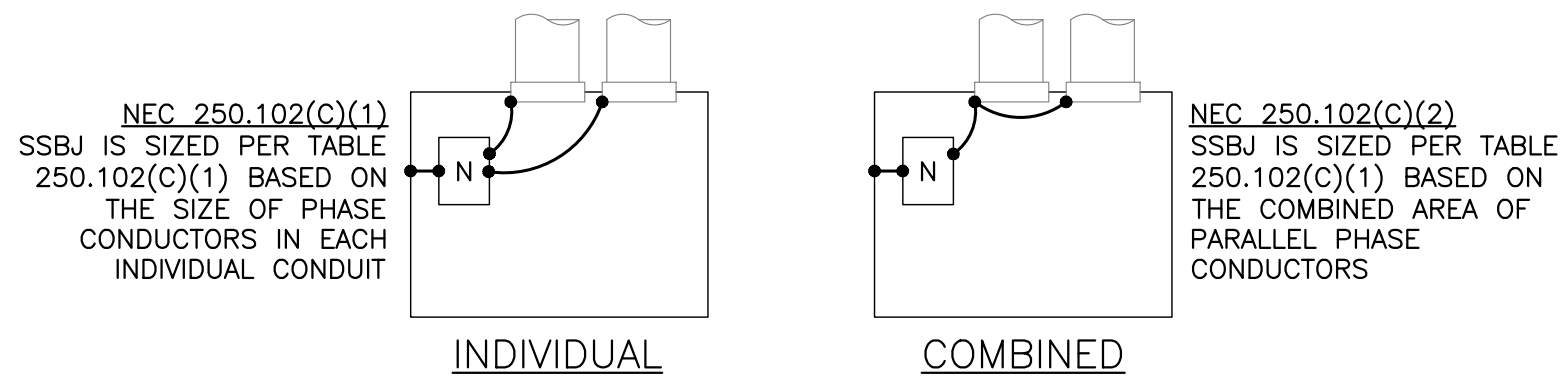 NEC 250.102(C)(1)
SSBJ IS SIZED PER TABLE
250.102(C)(1) BASED ON
THE SIZE OF PHASE
CONDUCTORS IN EACH
INDIVIDUAL CONDUIT
N
INDIVIDUAL
N
NEC 250.102(C)(2)
SSBJ IS SIZED PER TABLE
250.102(C)(1) BASED ON
THE COMBINED AREA OF
PARALLEL PHASE
CONDUCTORS
COMBINED